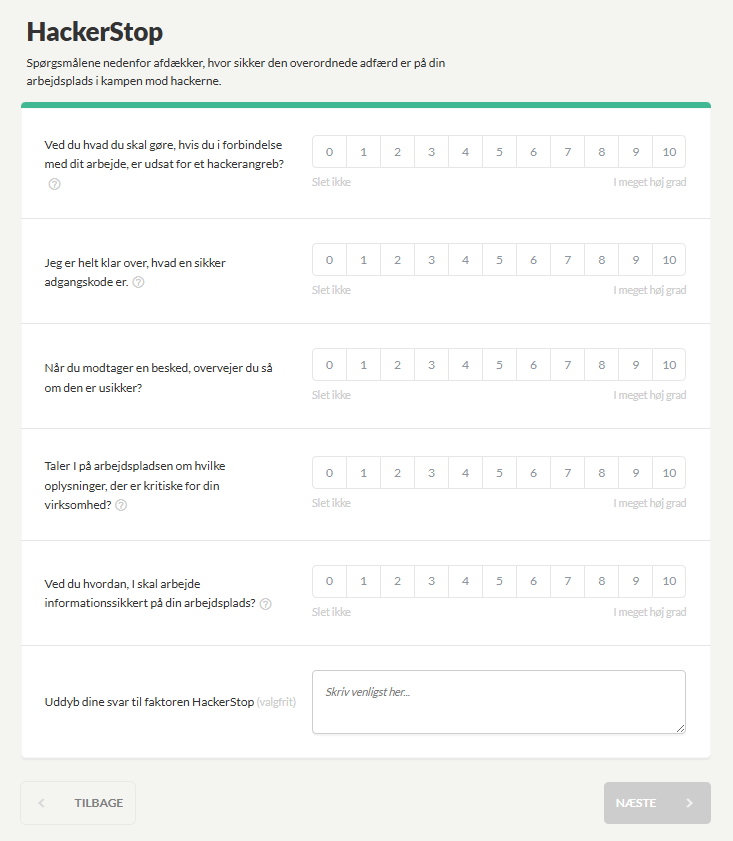 HackerStop
Spørgsmålene nedenfor afdækker, hvor sikker den overordnede adfærd er på din
arbejdsplads i kampen mod hackerne.
Ved du hvad du skal gøre, hvis du i forbindelse
med dit arbejde, er udsat for et hackerangreb?
?
0 1 2 3 4 5 6 7 8 9 10
Slet ikke I meget høj grad
Jeg er helt klar over, hvad en sikker
adgangskode er. ?
0 1 2 3 4 5 6 7 8 9 10
Slet ikke I meget høj grad
Når du modtager en besked, overvejer du så
om den er usikker?
0 1 2 3 4 5 6 7 8 9 10
Slet ikke I meget høj grad
Taler I på arbejdspladsen om hvilke
oplysninger, der er kritiske for din
virksomhed? ?
0 1 2 3 4 5 6 7 8 9 10
Slet ikke I meget høj grad
Ved du hvordan, I skal arbejde
informationssikkert på din arbejdsplads? ?
0 1 2 3 4 5 6 7 8 9 10
Slet ikke I meget høj grad
Uddyb dine svar til faktoren HackerStop (valgfrit)
Skriv venligst her...
TILBAGE
NÆSTE